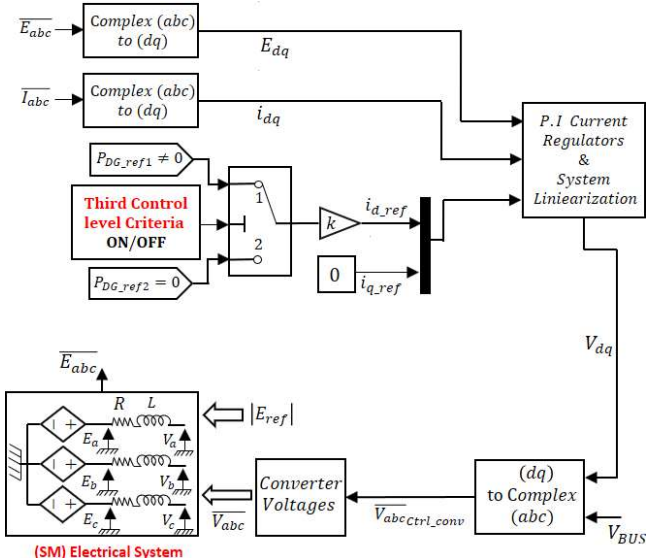 E_abc
Complex (abc)
to (dq)
E_dq
I_abc
Complex (abc)
to (dq)
i_dq
P.I Current
Regulators
&
System
Liniearization
P_DG_ref1 ≠ 0
Third Control
level Criteria
ON/OFF
P_DG_ref2 = 0
1
2
k
i_d_ref
0
i_q_ref
V_dq
E_abc
R
L
|E_ref|
E_a
V_a
E_b
V_b
E_c
V_c
V_abc
Converter
Voltages
V_abc Ctrl_conv
(dq)
to Complex
(abc)
V_BUS
(SM) Electrical System